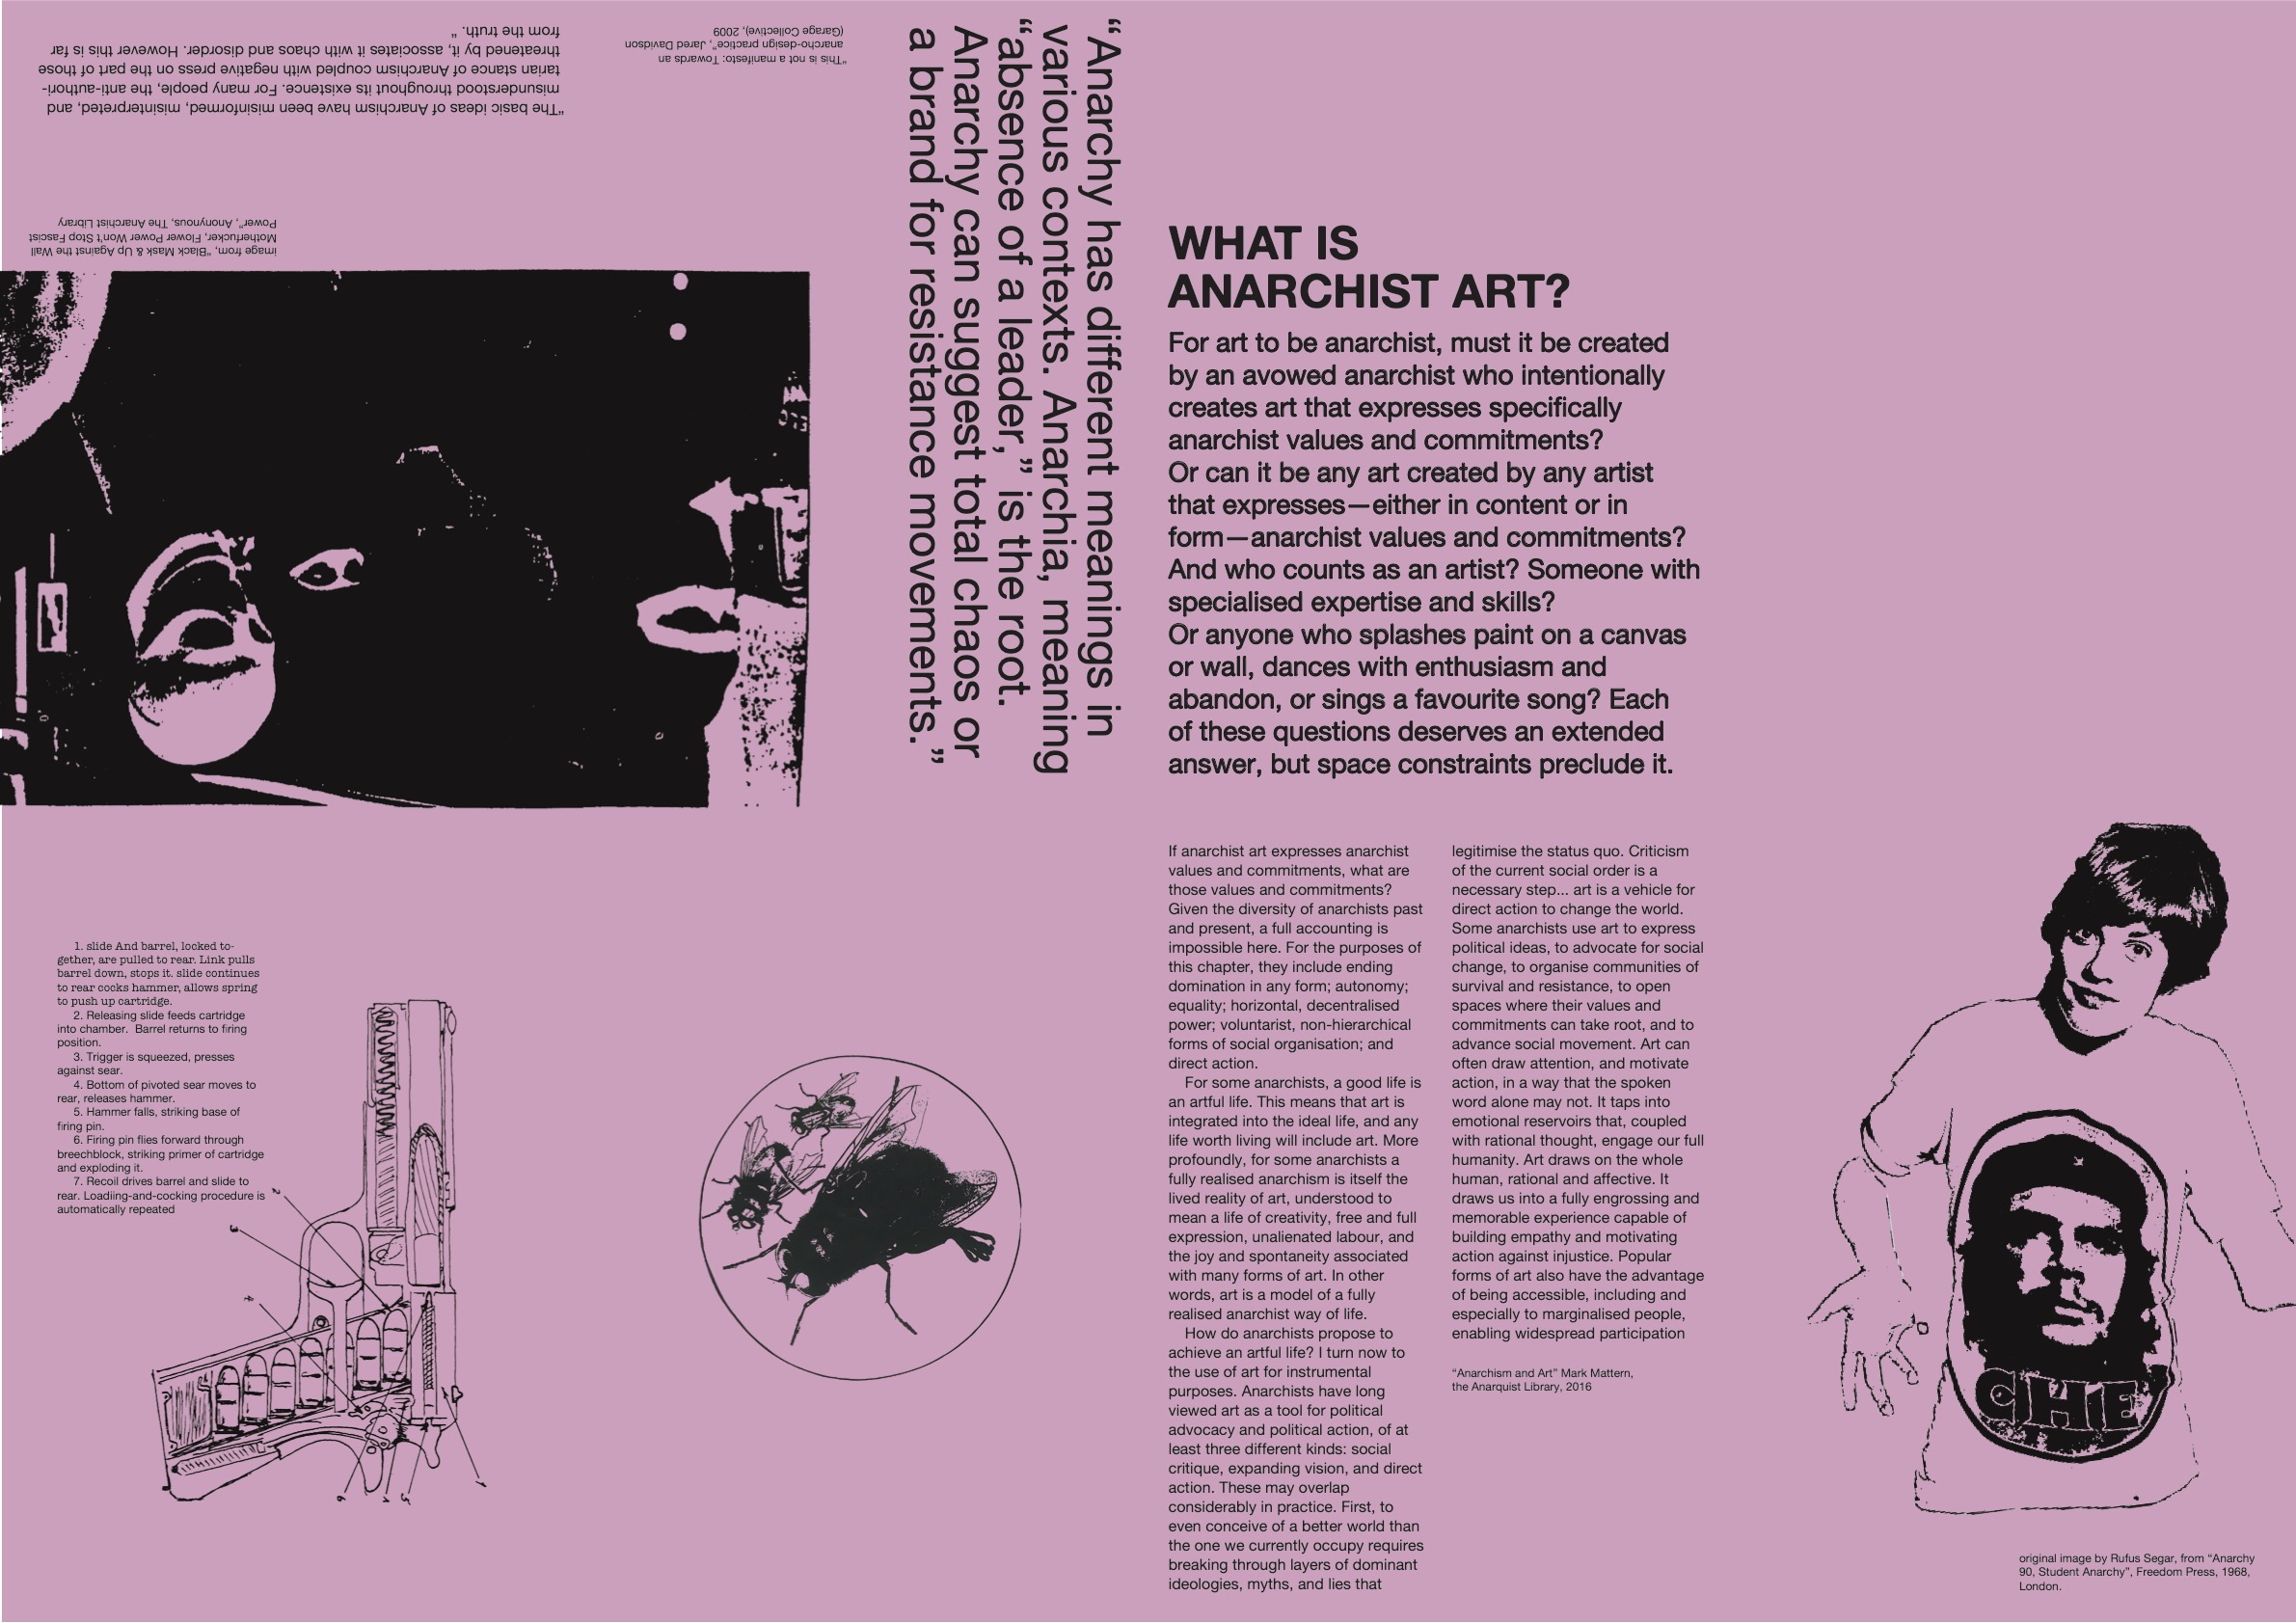 “The basic ideas of Anarchism have been misinformed, misinterpreted, and
misunderstood throughout its existence. For many people, the anti-authori-
tarian stance of Anarchism coupled with negative press on the part of those
threatened by it, associates it with chaos and disorder. However this is far
from the truth. ”
“This is not a manifesto: Towards an
anarcho-design practice”, Jared Davidson
(Garage Collective), 2009
image from, “Black Mask & Up Against the Wall
Motherfucker, Flower Power Won’t Stop Fascist
Power”, Anonymous, The Anarchist Library
“Anarchy has different meanings in
various contexts. Anarchia, meaning
“absence of a leader,” is the root.
Anarchy can suggest total chaos or
a brand for resistance movements.”
1. slide And barrel, locked to-
gether, are pulled to rear. Link pulls
barrel down, stops it. slide continues
to rear cocks hammer, allows spring
to push up cartridge.
2. Releasing slide feeds cartridge
into chamber. Barrel returns to firing
position.
3. Trigger is squeezed, presses
against sear.
4. Bottom of pivoted sear moves to
rear, releases hammer.
5. Hammer falls, striking base of
firing pin.
6. Firing pin flies forward through
breechblock, striking primer of cartridge
and exploding it.
7. Recoil drives barrel and slide to
rear. Loadiing-and-cocking procedure is
automatically repeated
2
3
4
6
1
5
7
WHAT IS
ANARCHIST ART?
For art to be anarchist, must it be created
by an avowed anarchist who intentionally
creates art that expresses specifically
anarchist values and commitments?
Or can it be any art created by any artist
that expresses—either in content or in
form—anarchist values and commitments?
And who counts as an artist? Someone with
specialised expertise and skills?
Or anyone who splashes paint on a canvas
or wall, dances with enthusiasm and
abandon, or sings a favourite song? Each
of these questions deserves an extended
answer, but space constraints preclude it.
If anarchist art expresses anarchist
values and commitments, what are
those values and commitments?
Given the diversity of anarchists past
and present, a full accounting is
impossible here. For the purposes of
this chapter, they include ending
domination in any form; autonomy;
equality; horizontal, decentralised
power; voluntarist, non-hierarchical
forms of social organisation; and
direct action.
For some anarchists, a good life is
an artful life. This means that art is
integrated into the ideal life, and any
life worth living will include art. More
profoundly, for some anarchists a
fully realised anarchism is itself the
lived reality of art, understood to
mean a life of creativity, free and full
expression, unalienated labour, and
the joy and spontaneity associated
with many forms of art. In other
words, art is a model of a fully
realised anarchist way of life.
How do anarchists propose to
achieve an artful life? I turn now to
the use of art for instrumental
purposes. Anarchists have long
viewed art as a tool for political
advocacy and political action, of at
least three different kinds: social
critique, expanding vision, and direct
action. These may overlap
considerably in practice. First, to
even conceive of a better world than
the one we currently occupy requires
breaking through layers of dominant
ideologies, myths, and lies that
legitimise the status quo. Criticism
of the current social order is a
necessary step... art is a vehicle for
direct action to change the world.
Some anarchists use art to express
political ideas, to advocate for social
change, to organise communities of
survival and resistance, to open
spaces where their values and
commitments can take root, and to
advance social movement. Art can
often draw attention, and motivate
action, in a way that the spoken
word alone may not. It taps into
emotional reservoirs that, coupled
with rational thought, engage our full
humanity. Art draws on the whole
human, rational and affective. It
draws us into a fully engrossing and
memorable experience capable of
building empathy and motivating
action against injustice. Popular
forms of art also have the advantage
of being accessible, including and
especially to marginalised people,
enabling widespread participation
“Anarchism and Art” Mark Mattern,
the Anarquist Library, 2016
CHE
original image by Rufus Segar, from “Anarchy
90, Student Anarchy”, Freedom Press, 1968,
London.